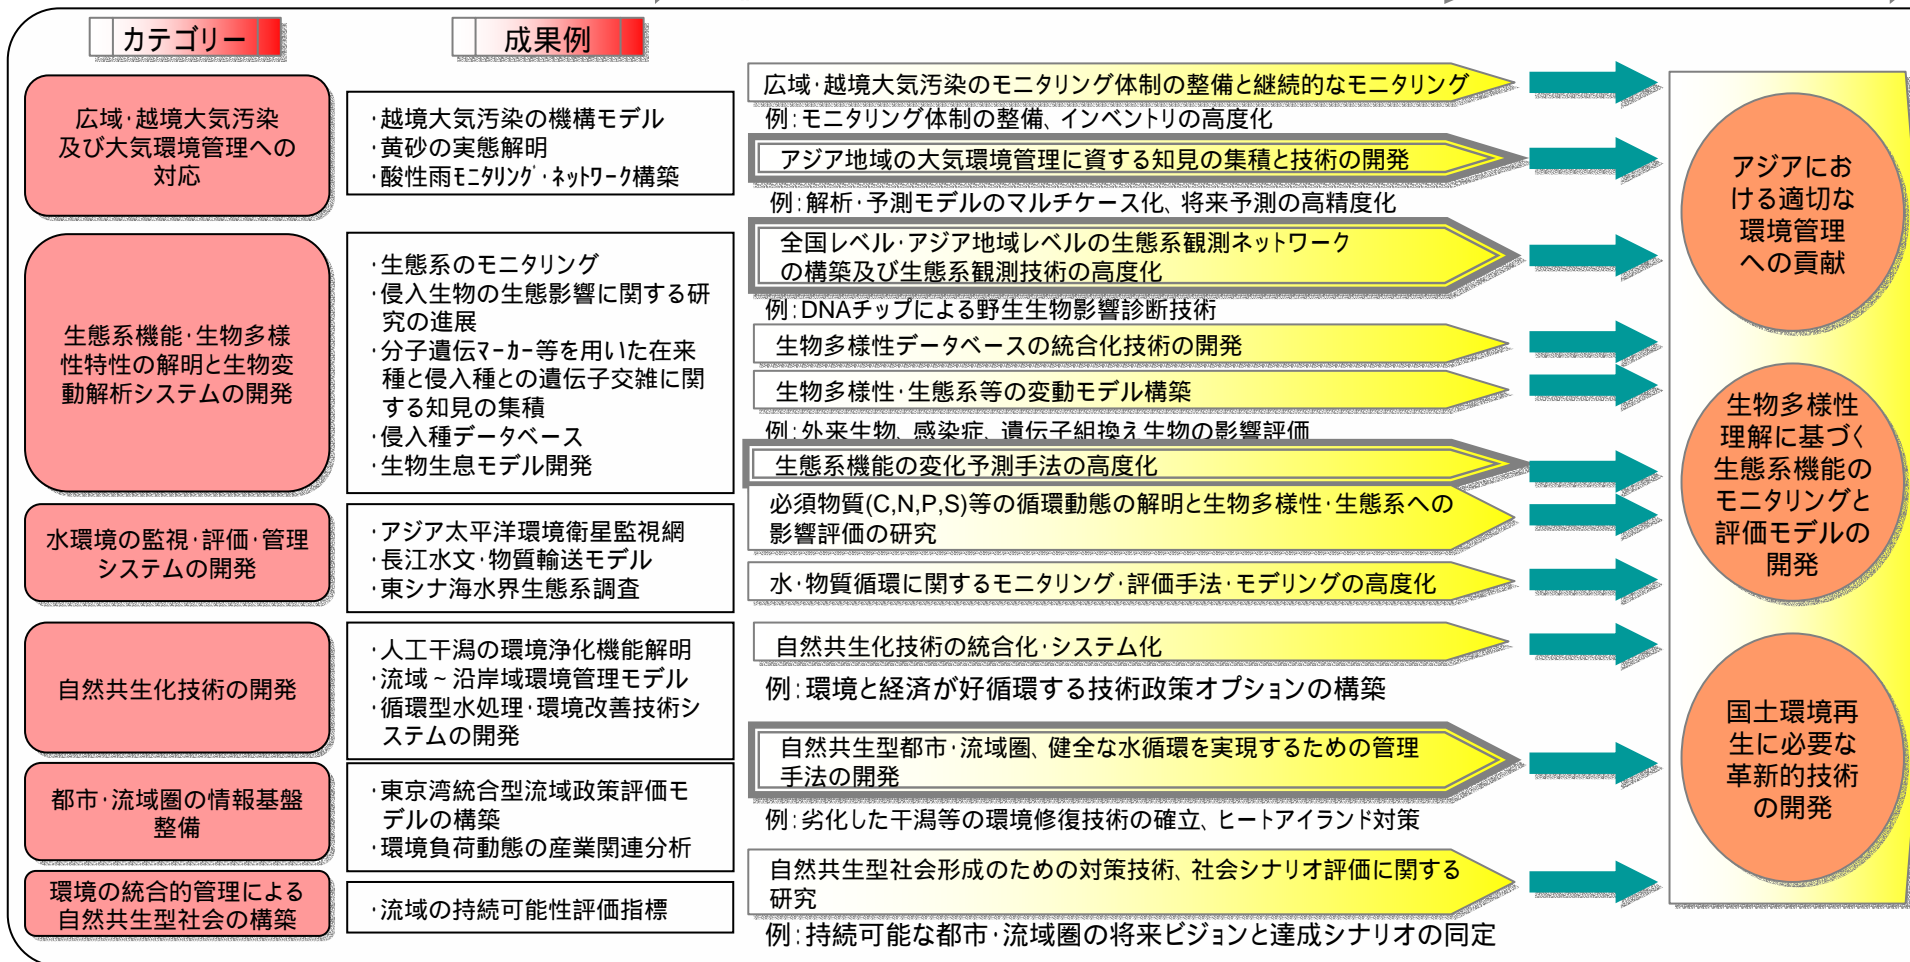 カテゴリー
成果例
広域・越境大気汚染
及び大気環境管理への
対応
・越境大気汚染の機構モデル
・黄砂の実態解明
・酸性雨ﾓﾆﾀﾘﾝｸﾞ・ﾈｯﾄﾜｰｸ構築
広域・越境大気汚染のモニタリング体制の整備と継続的なモニタリング
例：モニタリング体制の整備、インベントリの高度化
アジア地域の大気環境管理に資する知見の集積と技術の開発
例：解析・予測モデルのマルチケース化、将来予測の高精度化
生態系機能・生物多様
性特性の解明と生物変
動解析システムの開発
・生態系のモニタリング
・侵入生物の生態影響に関する研
究の進展
・分子遺伝ﾏｰｶｰ等を用いた在来
種と侵入種との遺伝子交雑に関
する知見の集積
・侵入種データベース
・生物生息モデル開発
全国レベル・アジア地域レベルの生態系観測ネットワーク
の構築及び生態系観測技術の高度化
例：DNAチップによる野生生物影響診断技術
生物多様性データベースの統合化技術の開発
生物多様性・生態系等の変動モデル構築
例：外来生物、感染症、遺伝子組換え生物の影響評価
生態系機能の変化予測手法の高度化
必須物質(C,N,P,S)等の循環動態の解明と生物多様性・生態系への
影響評価の研究
水環境の監視・評価・管理
システムの開発
・アジア太平洋環境衛星監視網
・長江水文・物質輸送モデル
・東シナ海水界生態系調査
水・物質循環に関するモニタリング・評価手法・モデリングの高度化
自然共生化技術の開発
・人工干潟の環境浄化機能解明
・流域～沿岸域環境管理モデル
・循環型水処理・環境改善技術シ
ステムの開発
自然共生化技術の統合化・システム化
例：環境と経済が好循環する技術政策オプションの構築
自然共生型都市・流域圏、健全な水循環を実現するための管理
手法の開発
例：劣化した干潟等の環境修復技術の確立、ヒートアイランド対策
都市・流域圏の情報基盤
整備
・東京湾統合型流域政策評価モ
デルの構築
・環境負荷動態の産業関連分析
自然共生型社会形成のための対策技術、社会シナリオ評価に関する
研究
例：持続可能な都市・流域圏の将来ビジョンと達成シナリオの同定
環境の統合的管理による
自然共生型社会の構築
・流域の持続可能性評価指標
アジアにお
ける適切な
環境管理
への貢献
生物多様性
理解に基づく
生態系機能の
モニタリングと
評価モデルの
開発
国土環境再
生に必要な
革新的技術
の開発